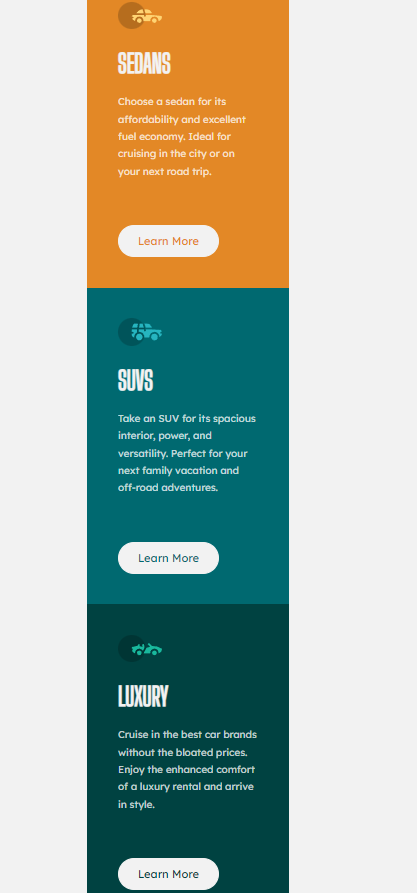 SEDANS
Choose a sedan for its
affordability and excellent
fuel economy. Ideal for
cruising in the city or on
your next road trip.
Learn More
SUVS
Take an SUV for its spacious
interior, power, and
versatility. Perfect for your
next family vacation and
off-road adventures.
Learn More
LUXURY
Cruise in the best car brands
without the bloated prices.
Enjoy the enhanced comfort
of a luxury rental and arrive
in style.
Learn More